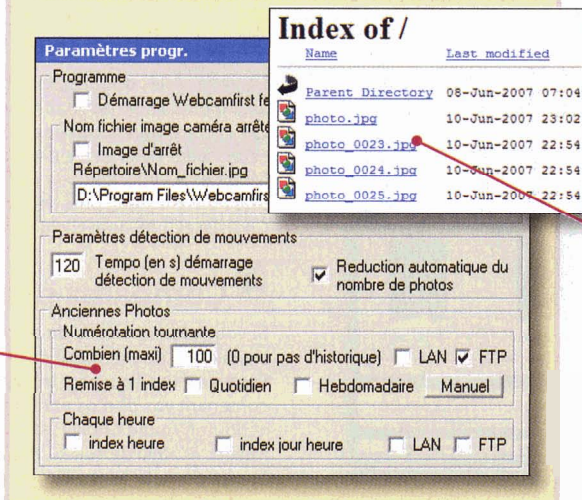 Index of /
Name Last modified
Parent Directory 08-Jun-2007 07:04
photo.jpg 10-Jun-2007 23:02
photo_0023.jpg 10-Jun-2007 22:54
photo_0024.jpg 10-Jun-2007 22:54
photo_0025.jpg 10-Jun-2007 22:54
Paramètres progr.
Programme
Démarrage Webcamfirst fe
Nom fichier image caméra arrête
Image d'arrêt
Répertoire\Nom_fichier.jpg
D:\Program Files\Webcamfirs
Paramètres détection de mouvements
120 Tempo (en s) démarrage
détection de mouvements
Reduction automatique du
nombre de photos
Anciennes Photos
Numérotation tournante
Combien (maxi) 100 (0 pour pas d'historique) LAN FTP
Remise à 1 index Quotidien Hebdomadaire Manuel
Chaque heure
index heure index jour heure LAN FTP